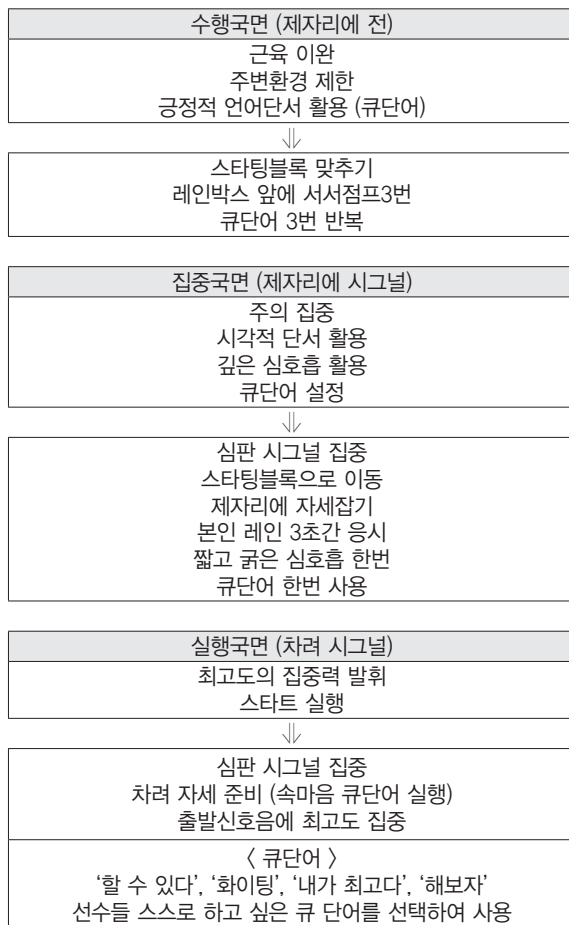 수행국면 (제자리에 전)
근육 이완
주변환경 제한
긍정적 언어단서 활용 (큐단어)
스타팅블록 맞추기
레인박스 앞에 서서점프3번
큐단어 3번 반복
집중국면 (제자리에 시그널)
주의 집중
시각적 단서 활용
깊은 심호흡 활용
큐단어 설정
심판 시그널 집중
스타팅블록으로 이동
제자리에 자세잡기
본인 레인 3초간 응시
짧고 굵은 심호흡 한번
큐단어 한번 사용
실행국면 (차려 시그널)
최고도의 집중력 발휘
스타트 실행
심판 시그널 집중
차려 자세 준비 (속마음 큐단어 실행)
출발신호음에 최고도 집중
〈 큐단어 〉
‘할 수 있다’, ‘화이팅’, ‘내가 최고다’, ‘해보자’
선수들 스스로 하고 싶은 큐 단어를 선택하여 사용